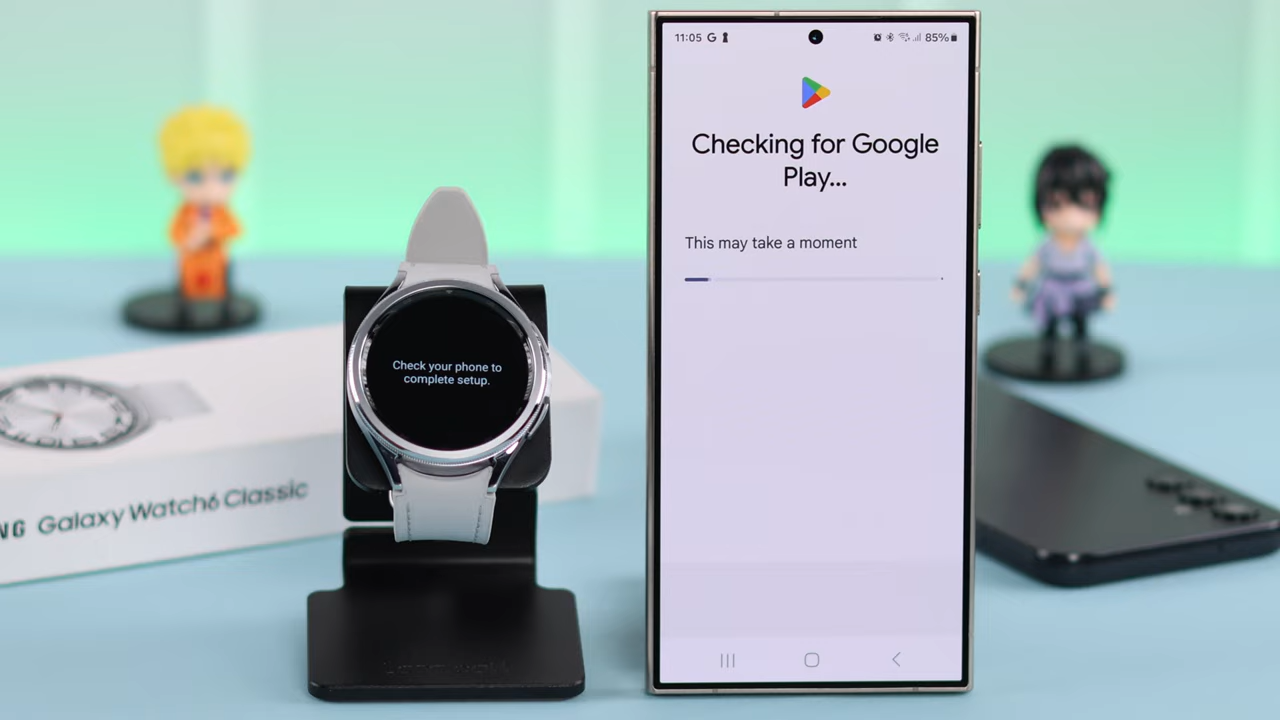 11:05 G
85%
Checking for Google
Play...
This may take a moment
Check your phone to
complete setup.
NG Galaxy Watch6 Classic